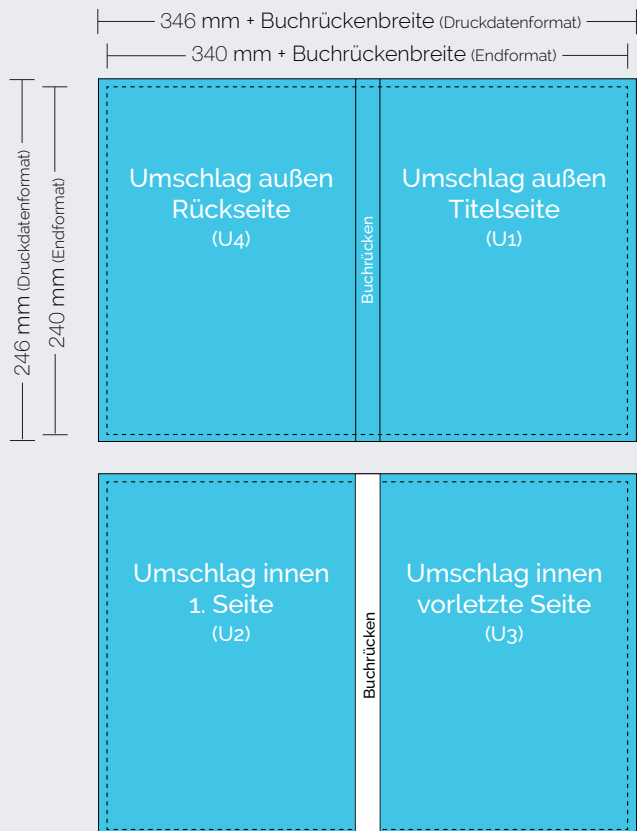 346 mm + Buchrückenbreite (Druckdatenformat)
340 mm + Buchrückenbreite (Endformat)
246 mm (Druckdatenformat)
240 mm (Endformat)
Umschlag außen
Rückseite
(U4)
Buchrücken
Umschlag außen
Titelseite
(U1)
Umschlag innen
1. Seite
(U2)
Buchrücken
Umschlag innen
vorletzte Seite
(U3)